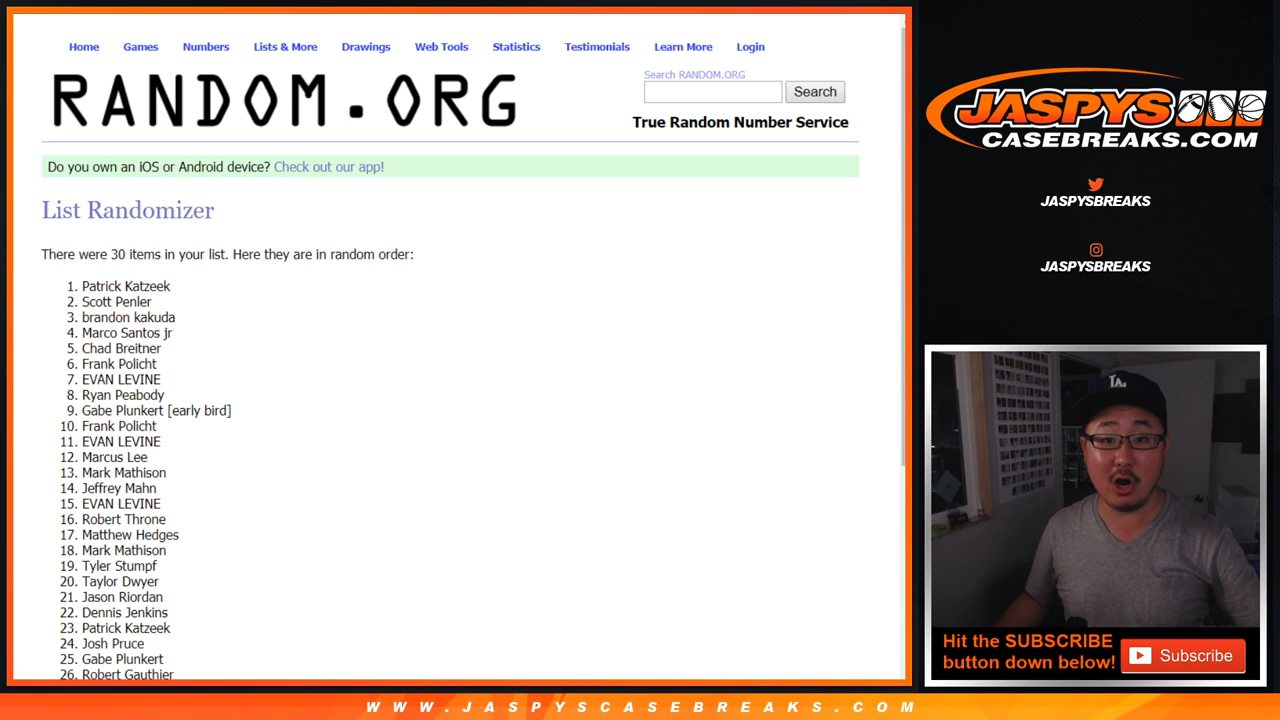 Home Games Numbers Lists & More Drawings Web Tools Statistics Testimonials Learn More Login
RANDOM.ORG
Search RANDOM.ORG
Search
True Random Number Service
Do you own an iOS or Android device? Check out our app!
List Randomizer
There were 30 items in your list. Here they are in random order:
1. Patrick Katzeek
2. Scott Penler
3. brandon kakuda
4. Marco Santos jr
5. Chad Breitner
6. Frank Policht
7. EVAN LEVINE
8. Ryan Peabody
9. Gabe Plunkert [early bird]
10. Frank Policht
11. EVAN LEVINE
12. Marcus Lee
13. Mark Mathison
14. Jeffrey Mahn
15. EVAN LEVINE
16. Robert Throne
17. Matthew Hedges
18. Mark Mathison
19. Tyler Stumpf
20. Taylor Dwyer
21. Jason Riordan
22. Dennis Jenkins
23. Patrick Katzeek
24. Josh Pruce
25. Gabe Plunkert
26. Robert Gauthier
JASPYS
CASEBREAKS.COM
JASPYSBREAKS
JASPYSBREAKS
LA
Hit the SUBSCRIBE
button down below!
Subscribe
WWW.JASPYSCASEBREAKS.COM